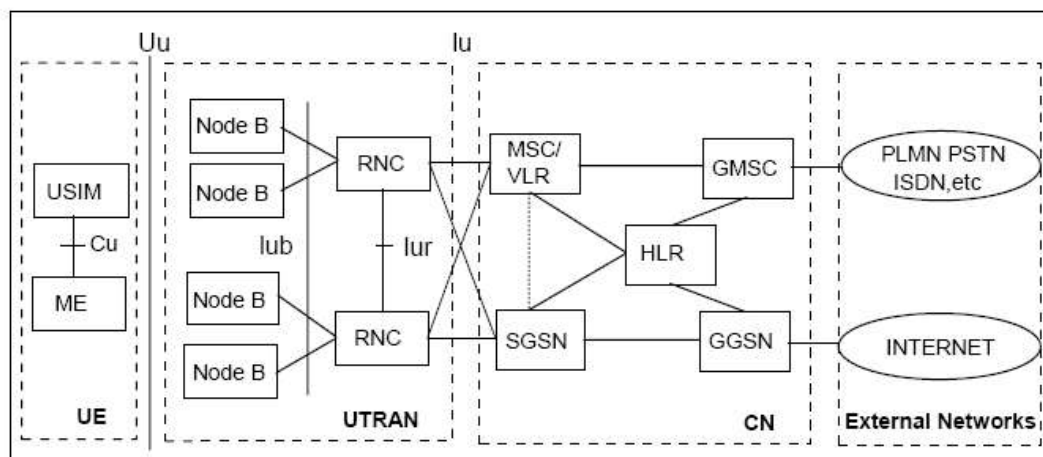 Uu
Iu
Node B
Node B
RNC
MSC/
VLR
GMSC
PLMN PSTN
ISDN,etc
USIM
Cu
ME
Iub
Iur
HLR
Node B
Node B
RNC
SGSN
GGSN
INTERNET
UE
UTRAN
CN
External Networks